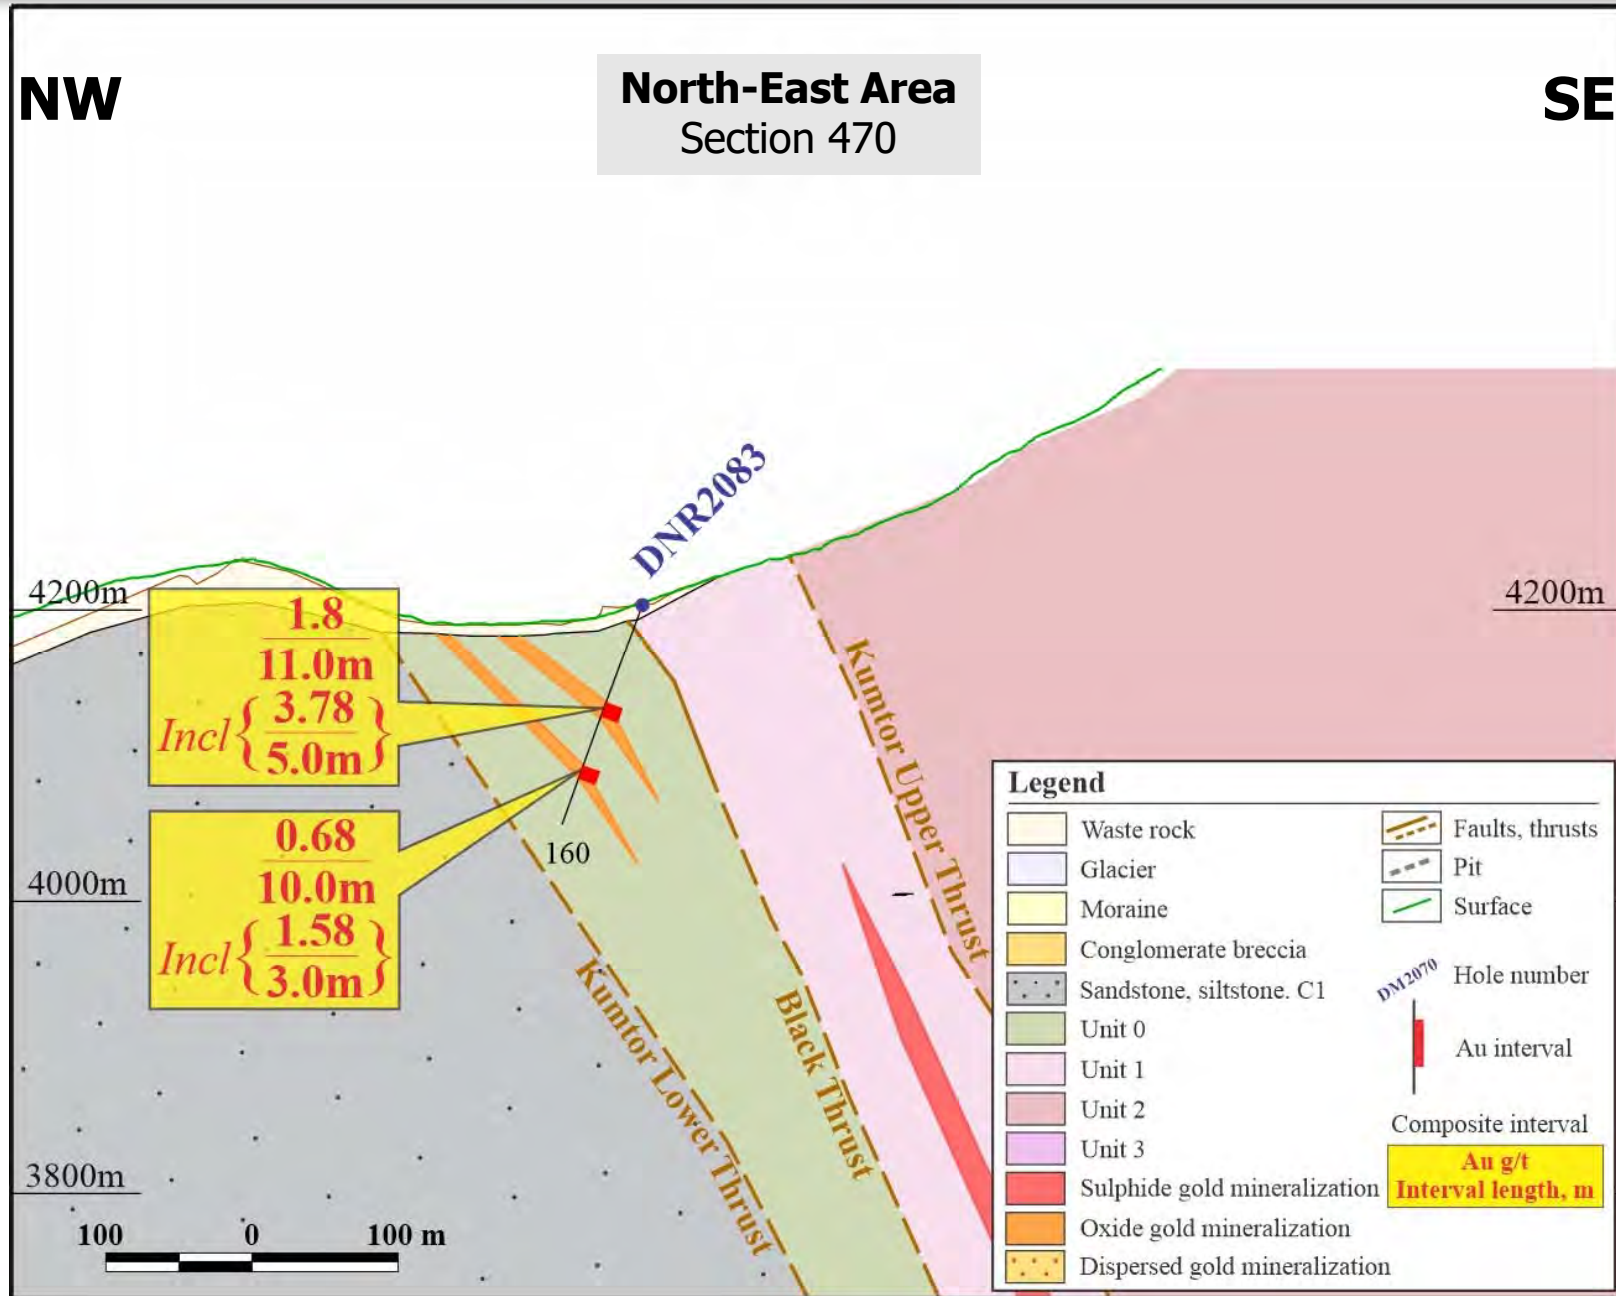 NW
North-East Area
Section 470
SE
DNR2083
4200m
4200m
1.8
11.0m
Incl { 3.78 }
5.0m
Kumtor Upper Thrust
160
0.68
10.0m
Incl { 1.58 }
3.0m
4000m
Kumtor Lower Thrust
Black Thrust
3800m
100 0 100 m
Legend
Waste rock
Glacier
Moraine
Conglomerate breccia
Sandstone, siltstone. C1
Unit 0
Unit 1
Unit 2
Unit 3
Sulphide gold mineralization
Oxide gold mineralization
Dispersed gold mineralization
Faults, thrusts
Pit
Surface
DM2070 Hole number
Au interval
Composite interval
Au g/t
Interval length, m